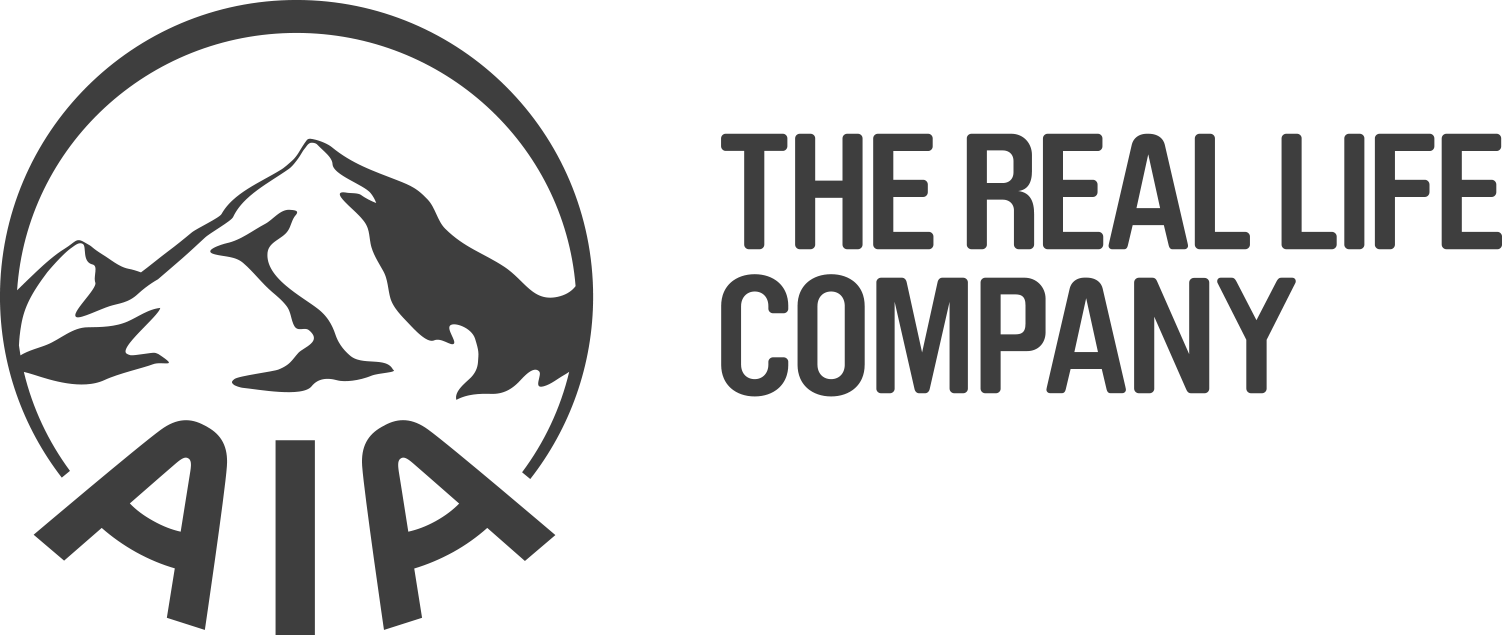 AIA
THE REAL LIFE
COMPANY